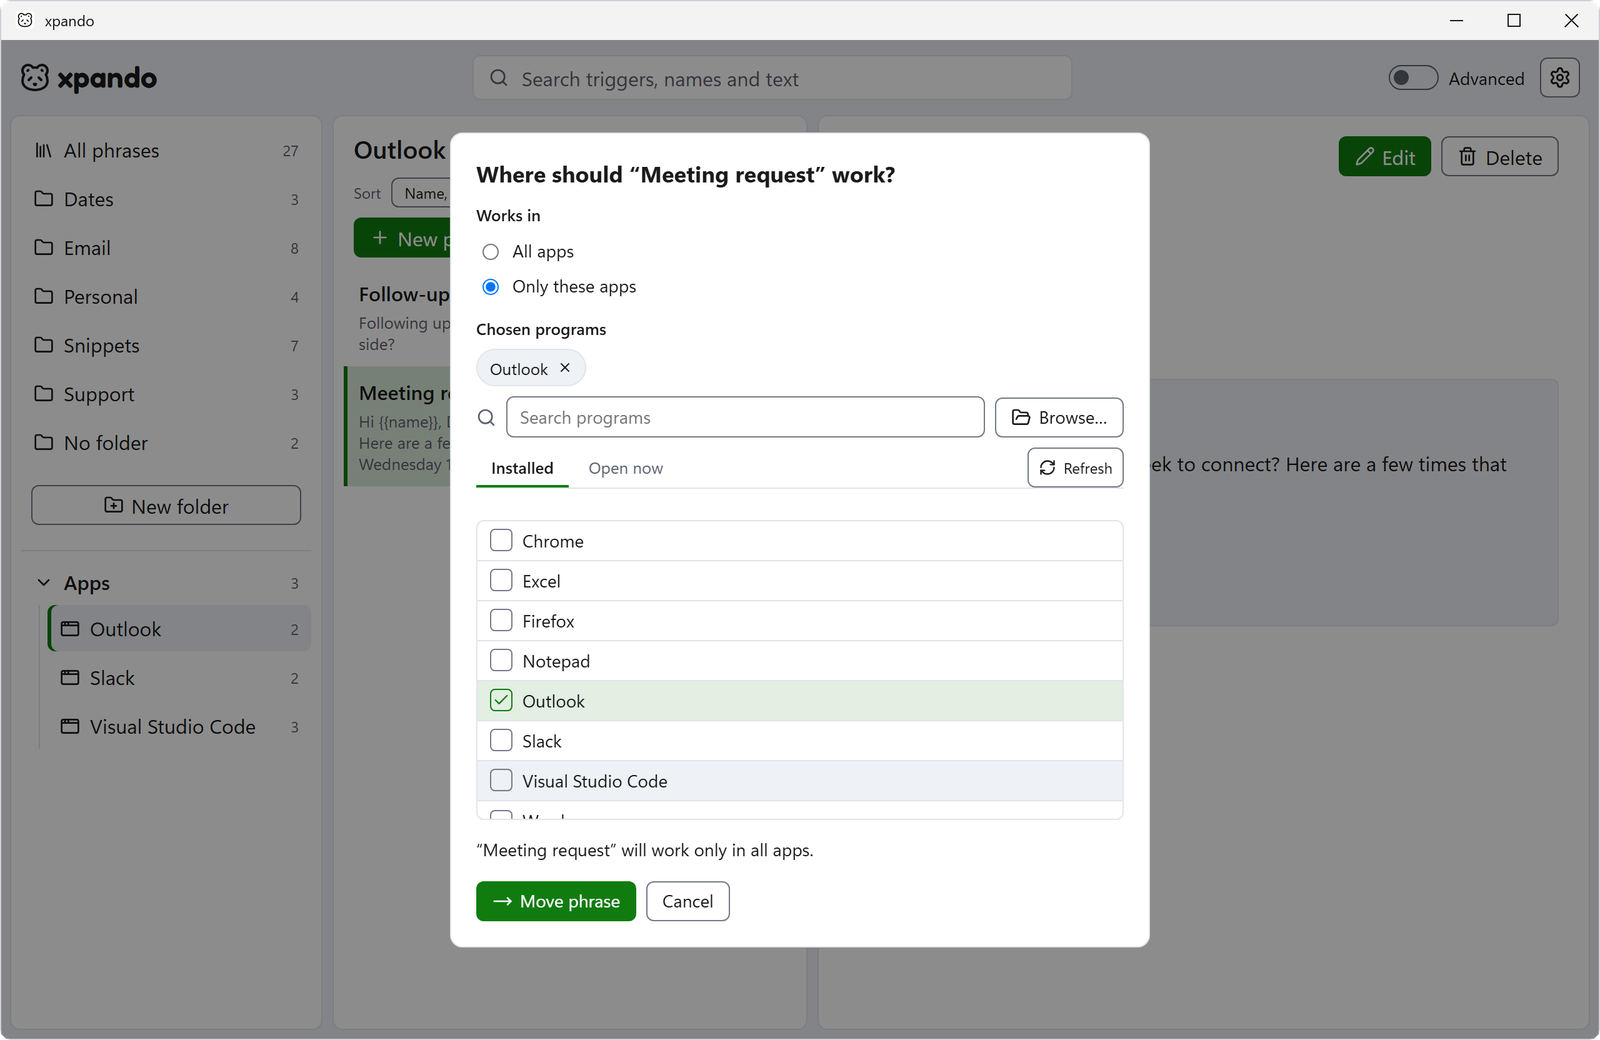 xpando
xpando
Search triggers, names and text
Advanced
All phrases 27
Dates 3
Email 8
Personal 4
Snippets 7
Support 3
No folder 2
New folder
Apps 3
Outlook 2
Slack 2
Visual Studio Code 3
Outlook
Sort Name,
+ New
Follow-up
Following up
side?
Meeting
Hi {{name}},
Here are a
Wednesday
Edit
Delete
to connect? Here are a few times that
Where should “Meeting request” work?
Works in
All apps
Only these apps
Chosen programs
Outlook ×
Search programs
Browse...
Installed
Open now
Refresh
Chrome
Excel
Firefox
Notepad
Outlook
Slack
Visual Studio Code
“Meeting request” will work only in all apps.
→ Move phrase
Cancel